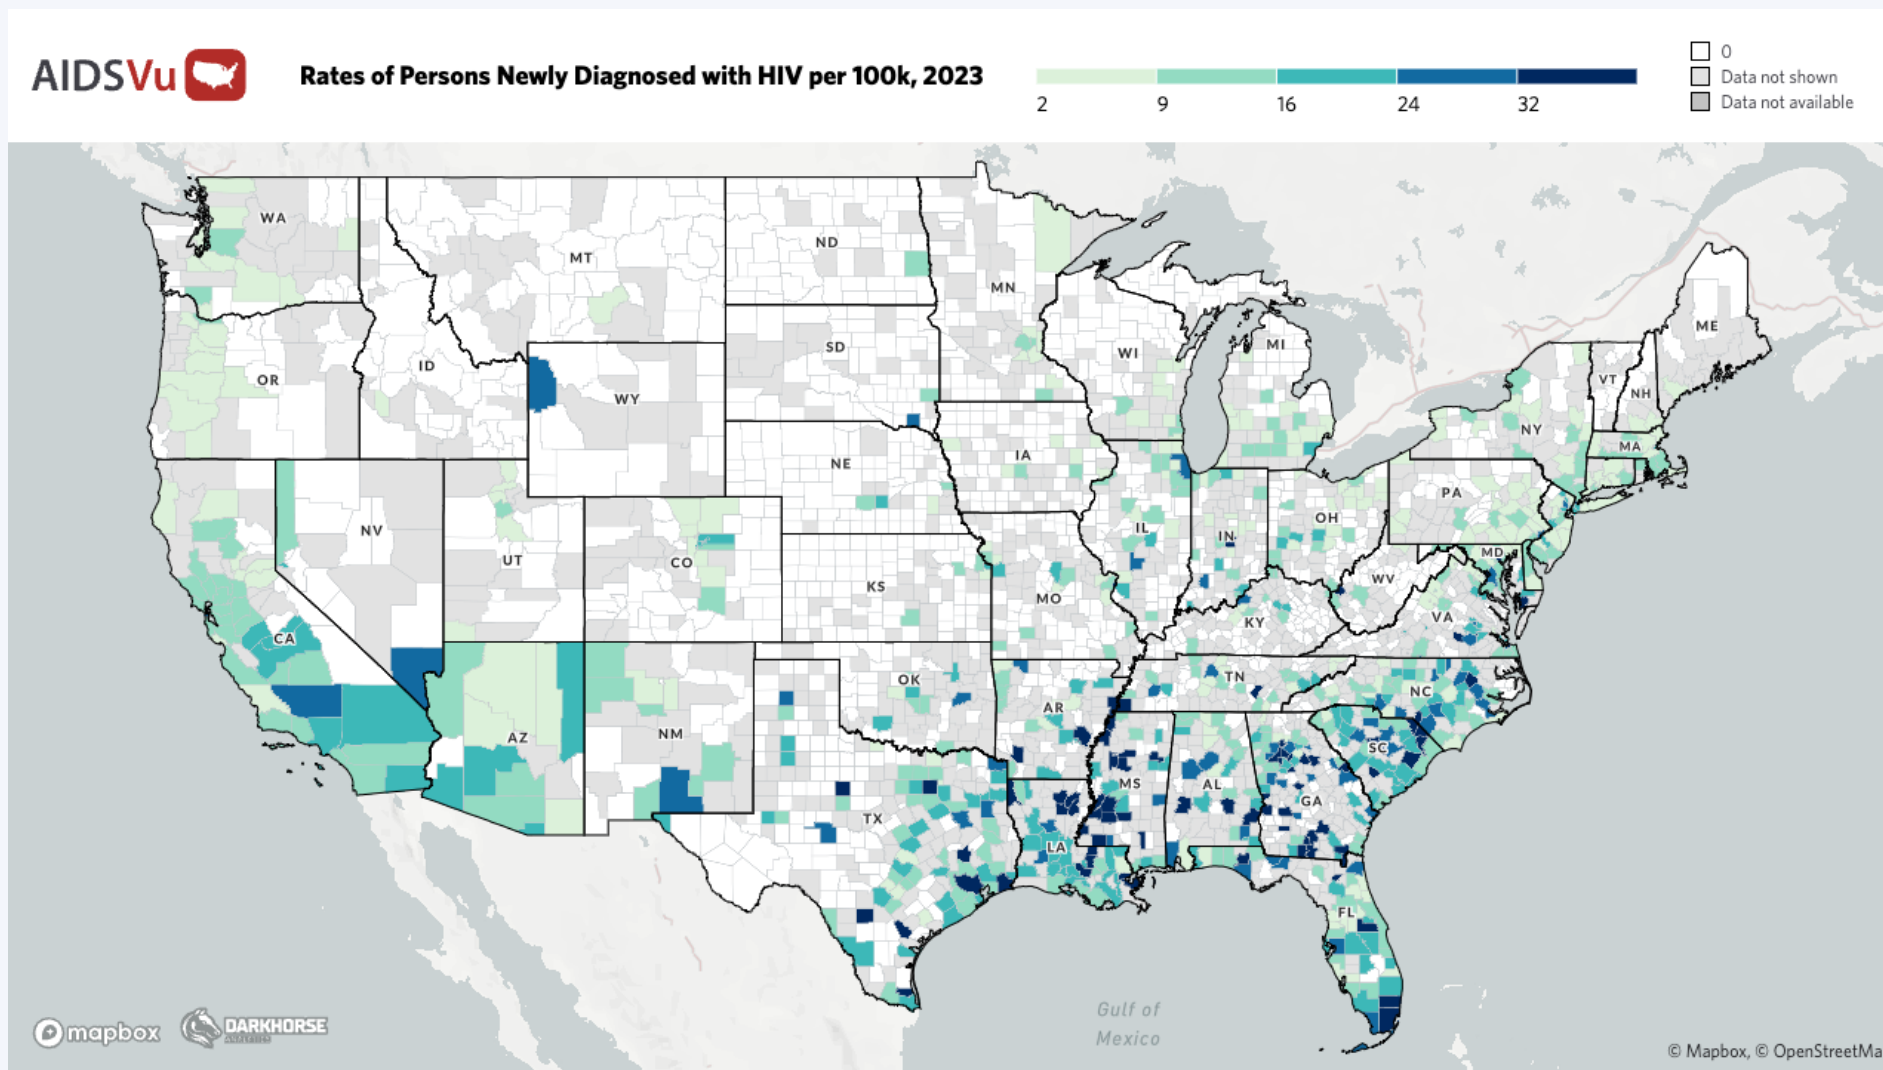 AIDSVu
Rates of Persons Newly Diagnosed with HIV per 100k, 2023
2 9 16 24 32
0
Data not shown
Data not available
WA
MT
ND
MN
OR
ID
WY
SD
WI
MI
ME
VT
NH
NY
MA
NE
IA
PA
NV
UT
CO
KS
MO
IL
IN
OH
MD
WV
VA
KY
CA
AZ
NM
OK
AR
TN
NC
SC
MS
AL
GA
TX
LA
FL
Gulf of
Mexico
mapbox
DARKHORSE
ANALYTICS
© Mapbox, © OpenStreetMa